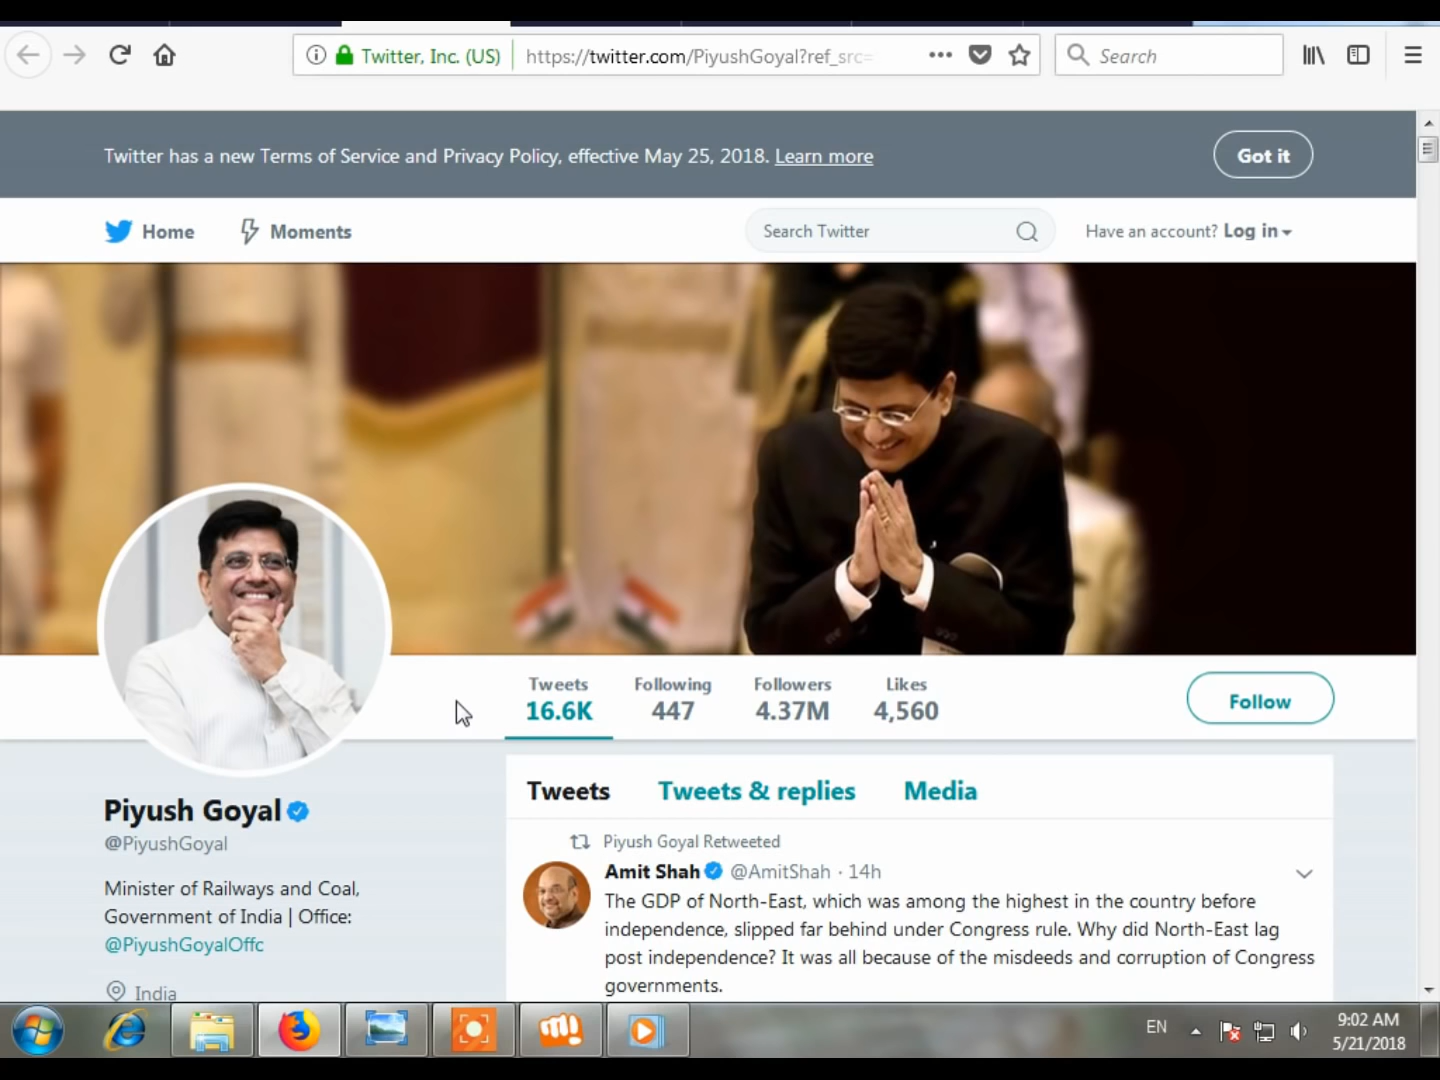 Twitter, Inc. (US)
https://twitter.com/PiyushGoyal?ref_src=
Search
Twitter has a new Terms of Service and Privacy Policy, effective May 25, 2018. Learn more
Got it
Home
Moments
Search Twitter
Have an account? Log in
Tweets
16.6K
Following
447
Followers
4.37M
Likes
4,560
Follow
Piyush Goyal
@PiyushGoyal
Minister of Railways and Coal,
Government of India | Office:
@PiyushGoyalOffc
India
Tweets
Tweets & replies
Media
Piyush Goyal Retweeted
Amit Shah @AmitShah · 14h
The GDP of North-East, which was among the highest in the country before
independence, slipped far behind under Congress rule. Why did North-East lag
post independence? It was all because of the misdeeds and corruption of Congress
governments.
EN
9:02 AM
5/21/2018